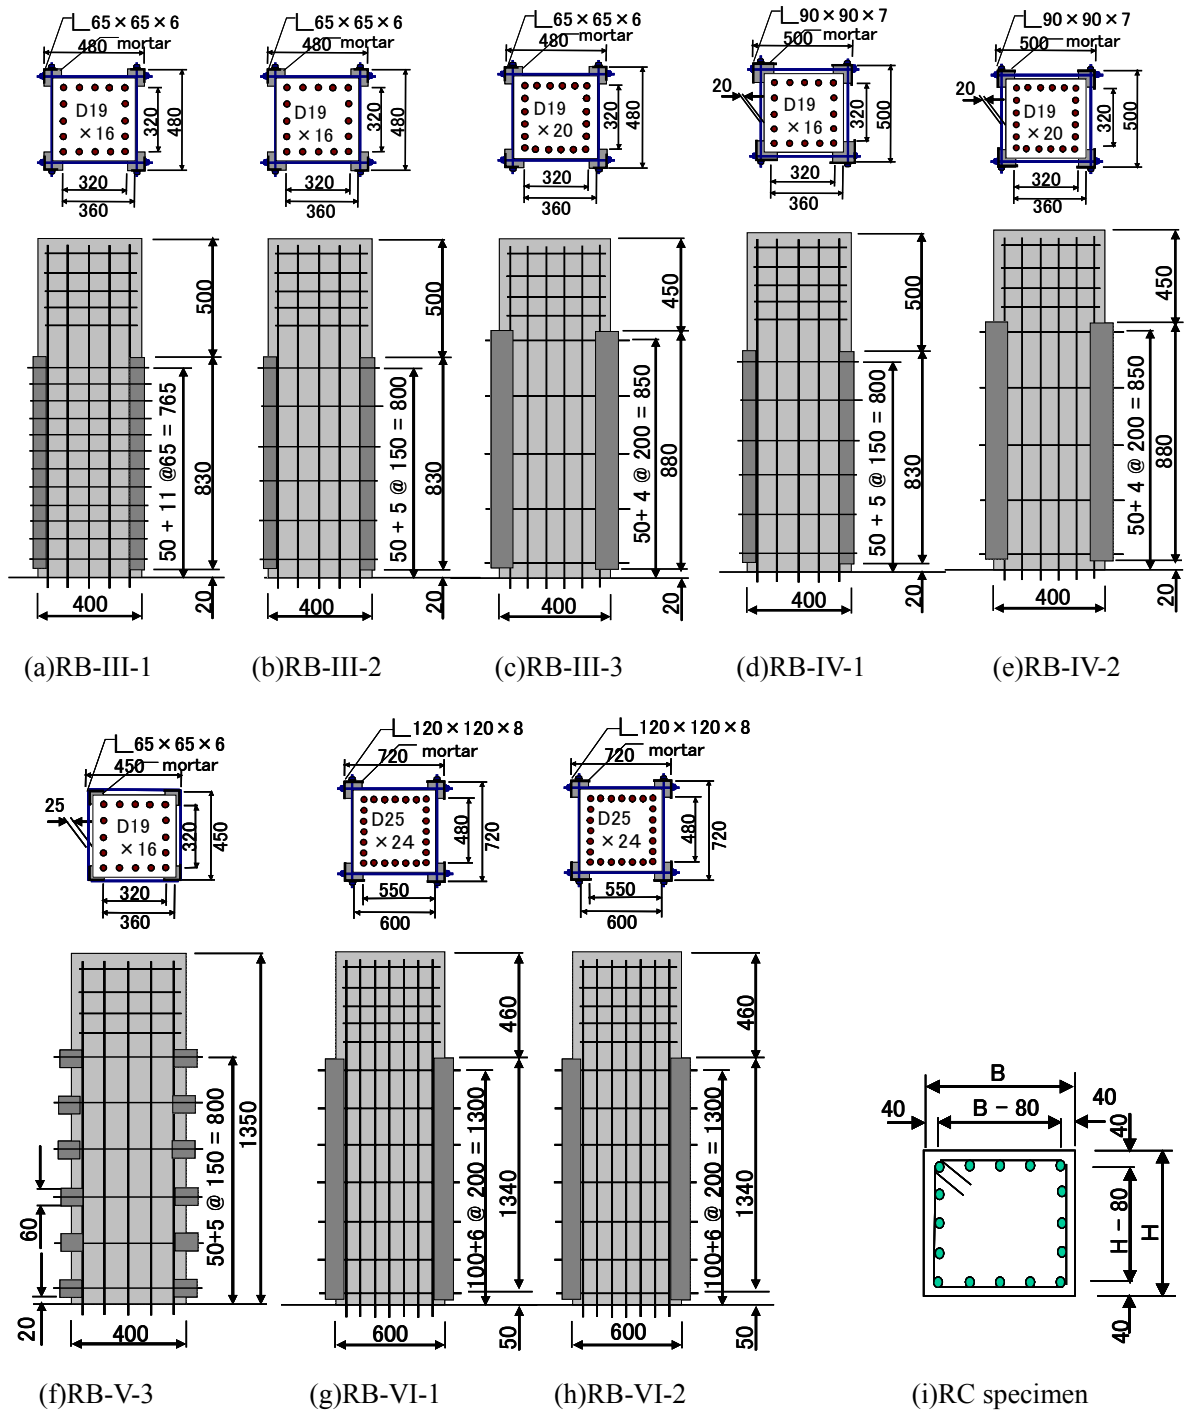 65×65×6
480
mortar
D19
×16
320
480
320
360
65×65×6
480
mortar
D19
×16
320
480
320
360
65×65×6
480
mortar
D19
×20
320
480
320
360
90×90×7
500
mortar
20
D19
×16
320
500
320
360
90×90×7
500
mortar
20
D19
×20
320
500
320
360
500
50 + 11 @65 = 765
830
400
20
500
50 + 5 @ 150 = 800
830
400
20
450
50+ 4 @ 200 = 850
880
400
20
500
50 + 5 @ 150 = 800
830
400
20
450
50+ 4 @ 200 = 850
880
400
20
(a)RB-III-1
(b)RB-III-2
(c)RB-III-3
(d)RB-IV-1
(e)RB-IV-2
65×65×6
450
mortar
25
D19
×16
320
450
320
360
120×120×8
720
mortar
D25
×24
480
720
550
600
120×120×8
720
mortar
D25
×24
480
720
550
600
60
20
50+5 @ 150 = 800
1350
400
460
100+6 @ 200 = 1300
1340
600
50
460
100+6 @ 200 = 1300
1340
600
50
B
40
B - 80
40
40
H - 80
H
40
(f)RB-V-3
(g)RB-VI-1
(h)RB-VI-2
(i)RC specimen